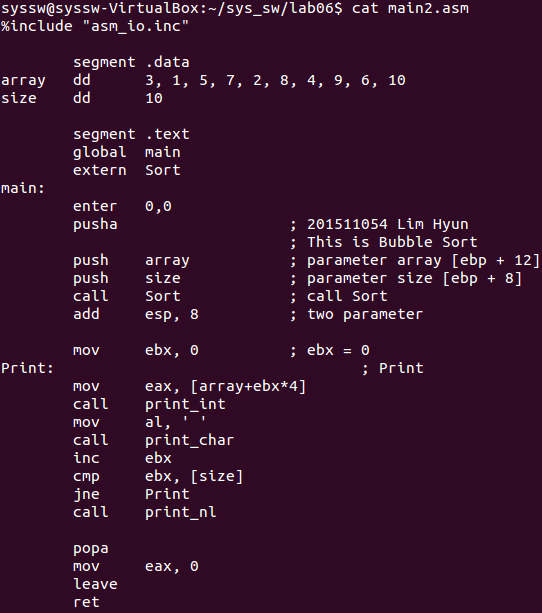 syssw@syssw-VirtualBox:~/sys_sw/lab06$ cat main2.asm
%include "asm_io.inc"
        segment .data
array   dd      3, 1, 5, 7, 2, 8, 4, 9, 6, 10
size    dd      10
        segment .text
        global  main
        extern  Sort
main:
        enter   0,0
        pusha                   ; 201511054 Lim Hyun
                                ; This is Bubble Sort
        push    array           ; parameter array [ebp + 12]
        push    size            ; parameter size [ebp + 8]
        call    Sort            ; call Sort
        add     esp, 8          ; two parameter
        mov     ebx, 0          ; ebx = 0
Print:                                  ; Print
        mov     eax, [array+ebx*4]
        call    print_int
        mov     al, ' '
        call    print_char
        inc     ebx
        cmp     ebx, [size]
        jne     Print
        call    print_nl
        popa
        mov     eax, 0
        leave
        ret